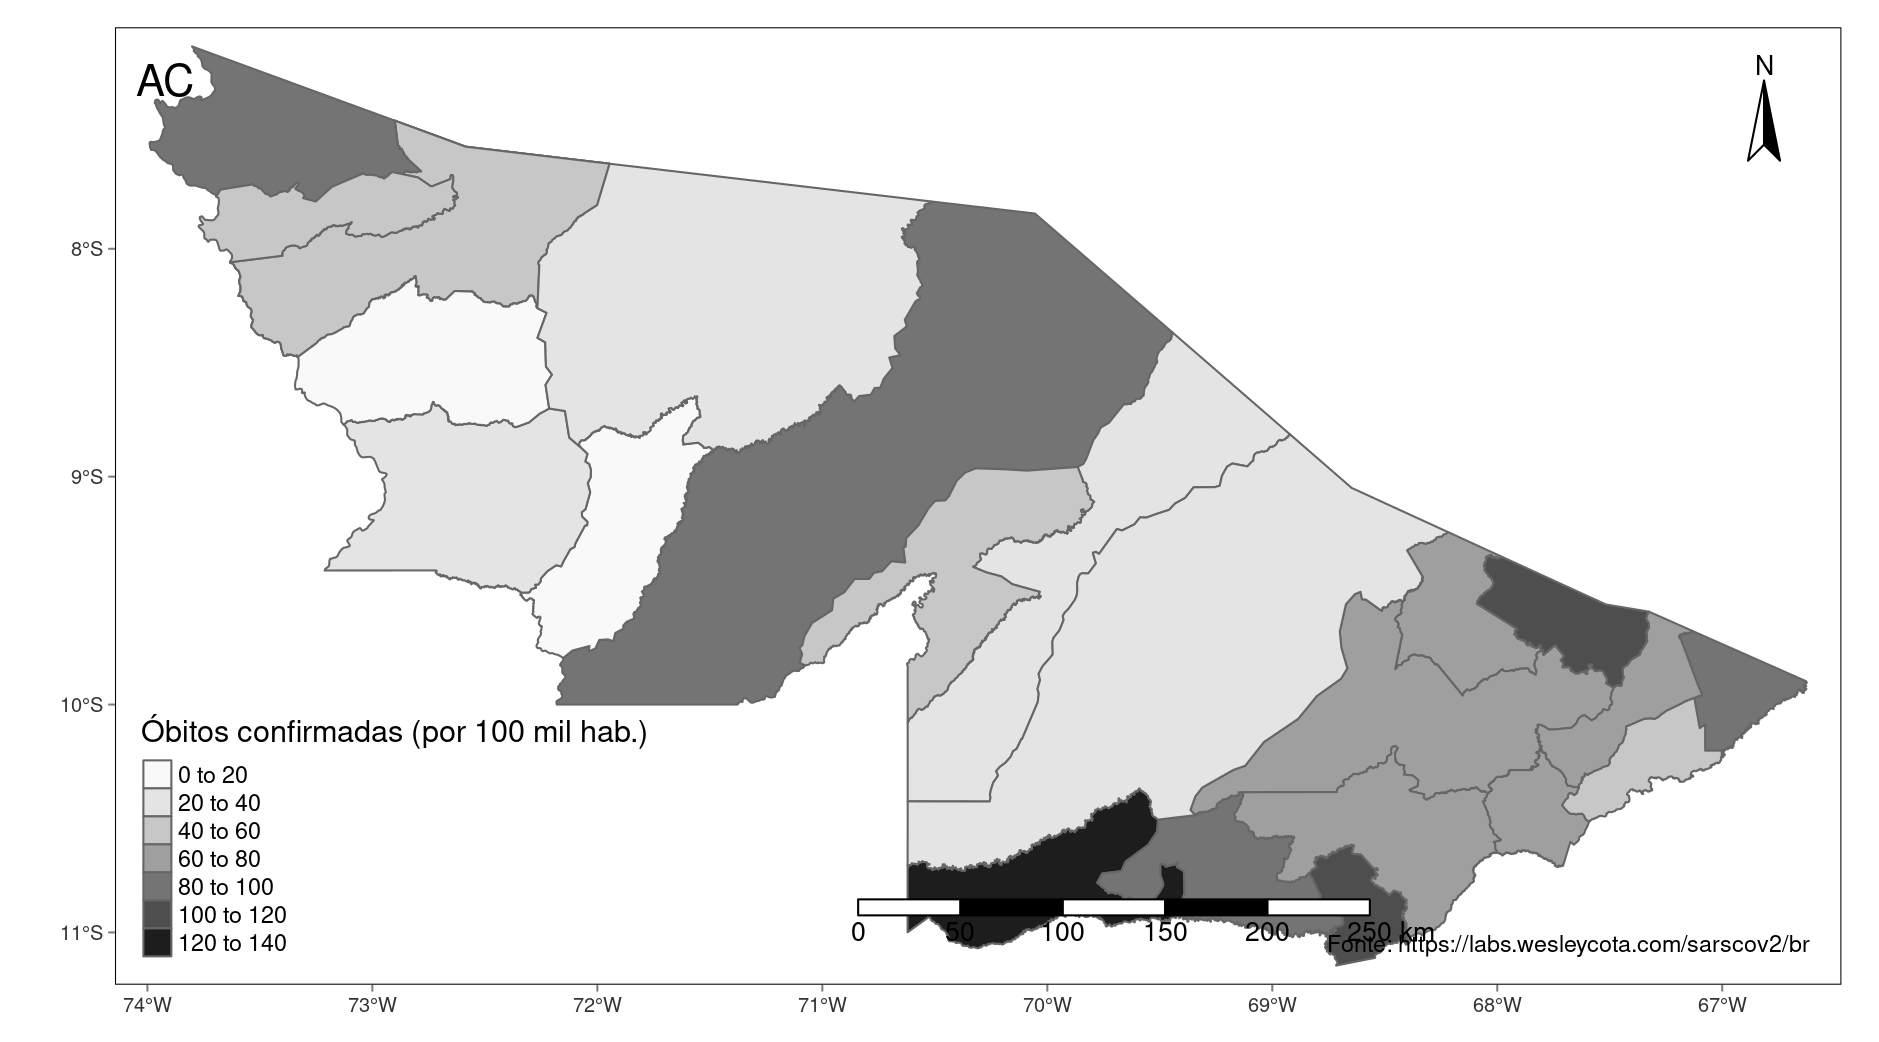 AC
N
8°S
9°S
10°S
11°S
Óbitos confirmadas (por 100 mil hab.)
0 to 20
20 to 40
40 to 60
60 to 80
80 to 100
100 to 120
120 to 140
0 50 100 150 200 250 km
Fonte: https://labs.wesleycota.com/sarscov2/br
74°W 73°W 72°W 71°W 70°W 69°W 68°W 67°W